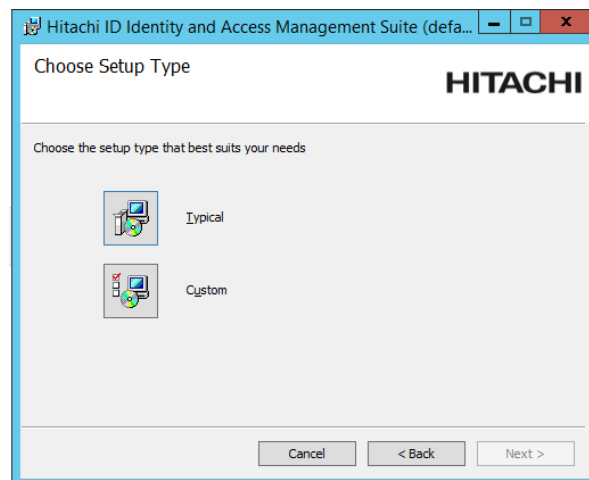 Hitachi ID Identity and Access Management Suite (defa...
Choose Setup Type
HITACHI
Choose the setup type that best suits your needs
Typical
Custom
Cancel
< Back
Next >